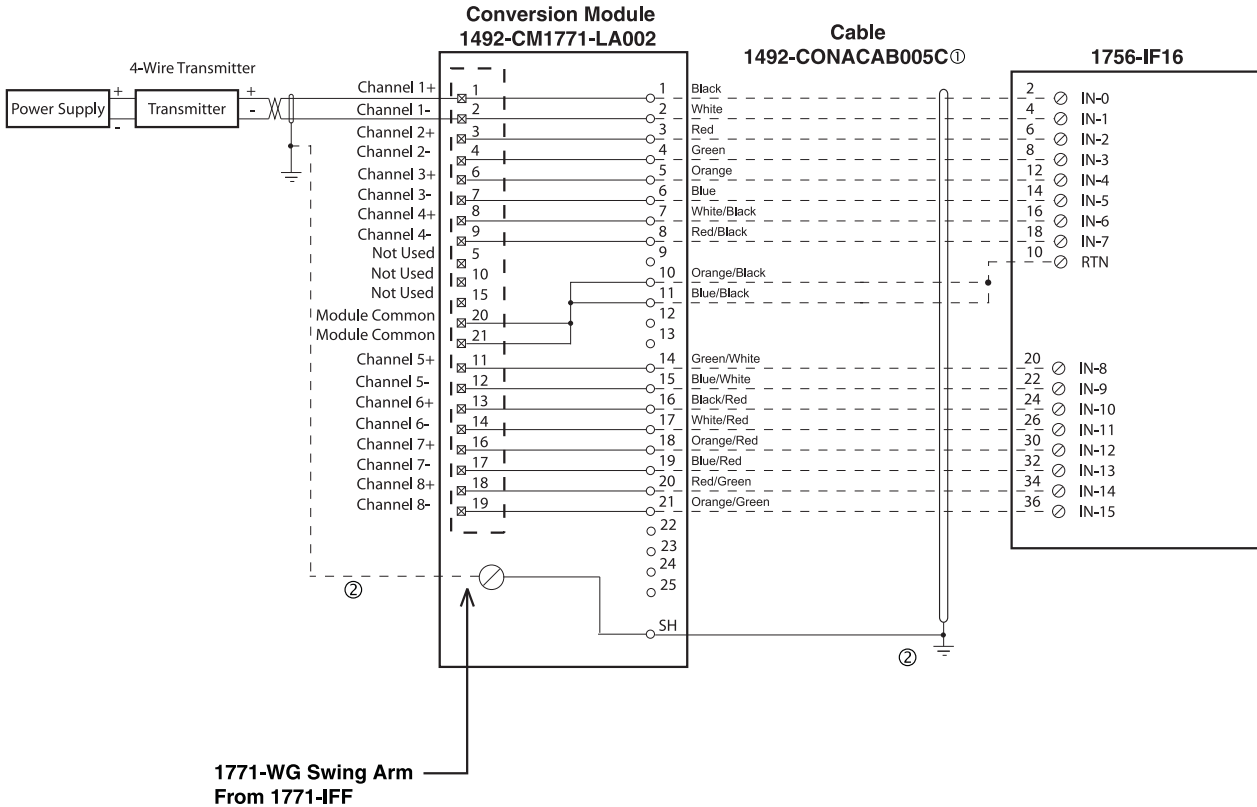 Conversion Module
1492-CM1771-LA002
Cable
1492-CONACAB005C①
1756-IF16
4-Wire Transmitter
Power Supply + - Transmitter + -
Channel 1+ 1 1 Black 2 IN-0
Channel 1- 2 2 White 4 IN-1
Channel 2+ 3 3 Red 6 IN-2
Channel 2- 4 4 Green 8 IN-3
Channel 3+ 6 5 Orange 12 IN-4
Channel 3- 7 6 Blue 14 IN-5
Channel 4+ 8 7 White/Black 16 IN-6
Channel 4- 9 8 Red/Black 18 IN-7
Not Used 5 9 10 RTN
Not Used 10 10 Orange/Black
Not Used 15 11 Blue/Black
Module Common 20 12
Module Common 21 13
Channel 5+ 11 14 Green/White 20 IN-8
Channel 5- 12 15 Blue/White 22 IN-9
Channel 6+ 13 16 Black/Red 24 IN-10
Channel 6- 14 17 White/Red 26 IN-11
Channel 7+ 16 18 Orange/Red 30 IN-12
Channel 7- 17 19 Blue/Red 32 IN-13
Channel 8+ 18 20 Red/Green 34 IN-14
Channel 8- 19 21 Orange/Green 36 IN-15
22
23
24
25
②
SH
②
1771-WG Swing Arm
From 1771-IFF